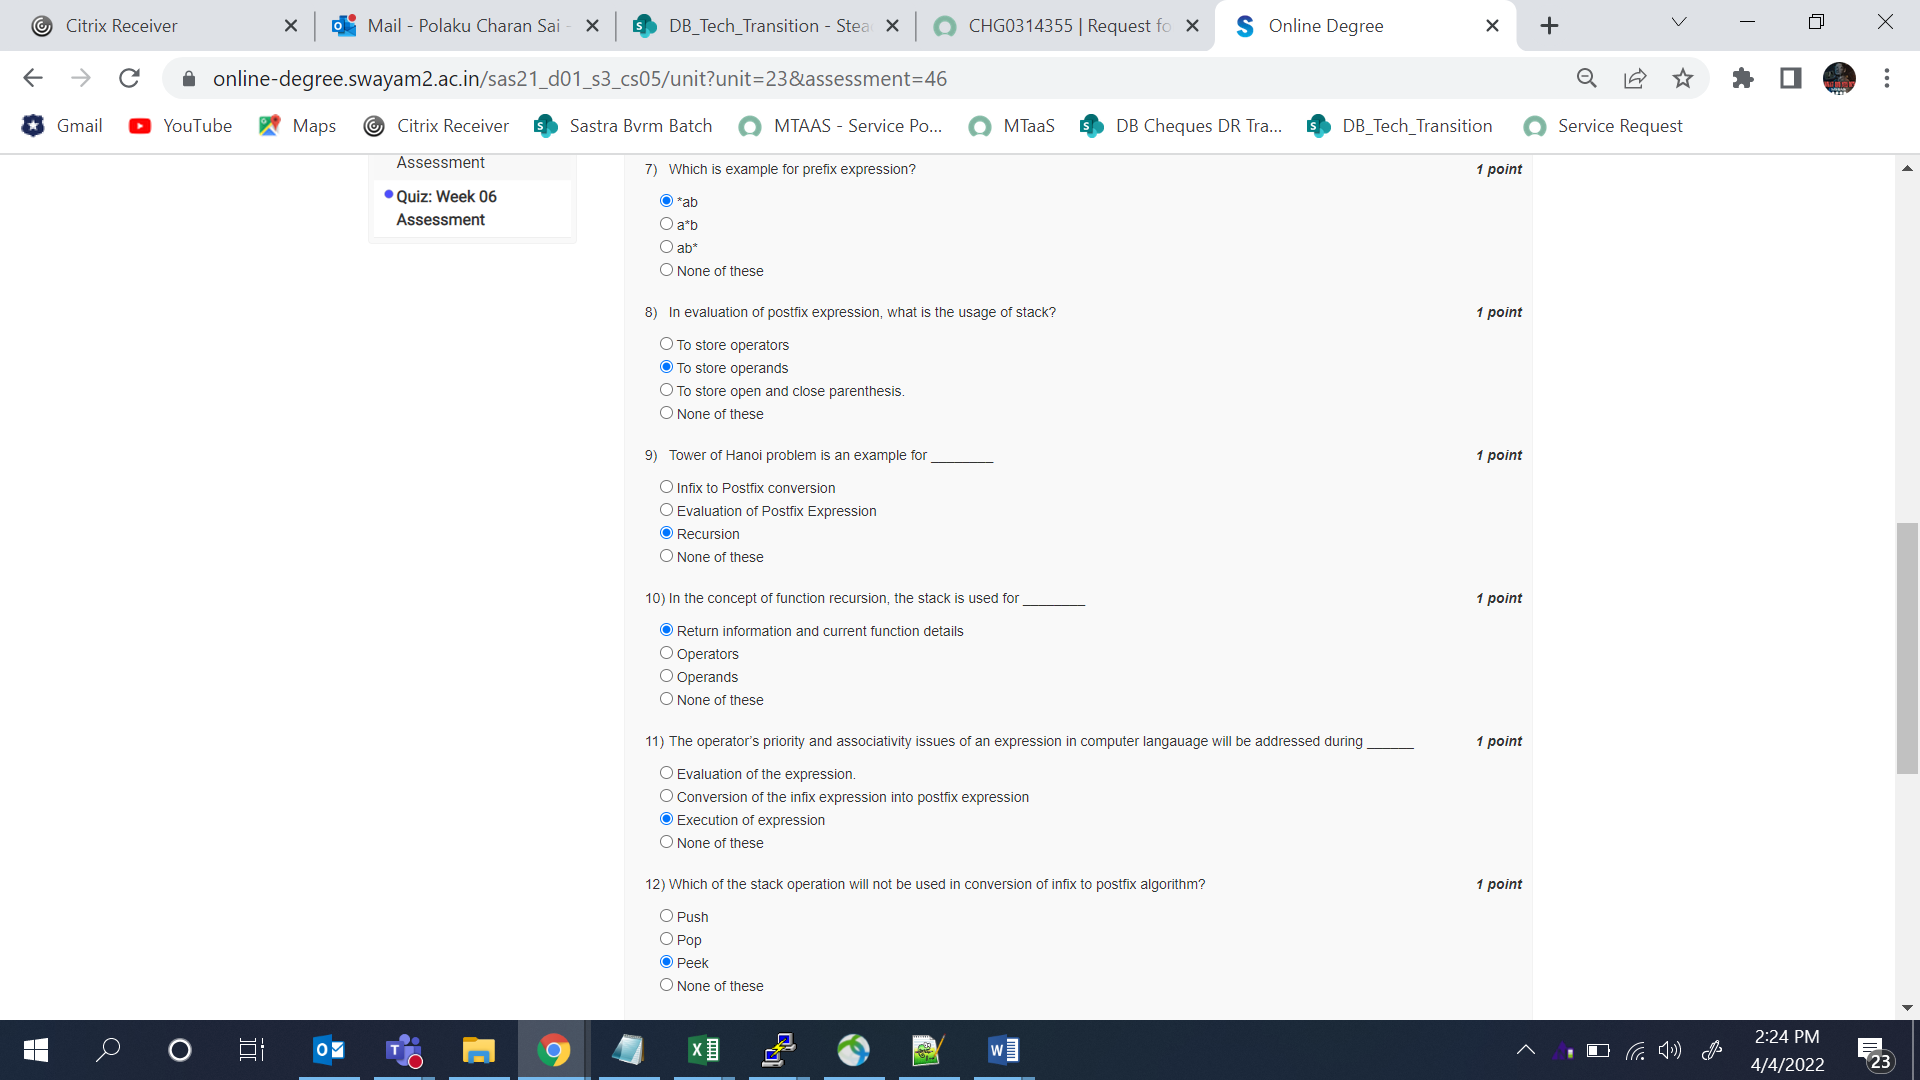 Citrix Receiver
Mail - Polaku Charan Sai -
DB_Tech_Transition - Stea
CHG0314355 | Request fo
Online Degree
online-degree.swayam2.ac.in/sas21_d01_s3_cs05/unit?unit=23&assessment=46
Gmail
YouTube
Maps
Citrix Receiver
Sastra Bvrm Batch
MTAAS - Service Po...
MTaaS
DB Cheques DR Tra...
DB_Tech_Transition
Service Request
Assessment
Quiz: Week 06
Assessment
7) Which is example for prefix expression? 1 point
*ab
a*b
ab*
None of these
8) In evaluation of postfix expression, what is the usage of stack? 1 point
To store operators
To store operands
To store open and close parenthesis.
None of these
9) Tower of Hanoi problem is an example for ________ 1 point
Infix to Postfix conversion
Evaluation of Postfix Expression
Recursion
None of these
10) In the concept of function recursion, the stack is used for ________ 1 point
Return information and current function details
Operators
Operands
None of these
11) The operator’s priority and associativity issues of an expression in computer langauage will be addressed during ______ 1 point
Evaluation of the expression.
Conversion of the infix expression into postfix expression
Execution of expression
None of these
12) Which of the stack operation will not be used in conversion of infix to postfix algorithm? 1 point
Push
Pop
Peek
None of these
2:24 PM
4/4/2022
23